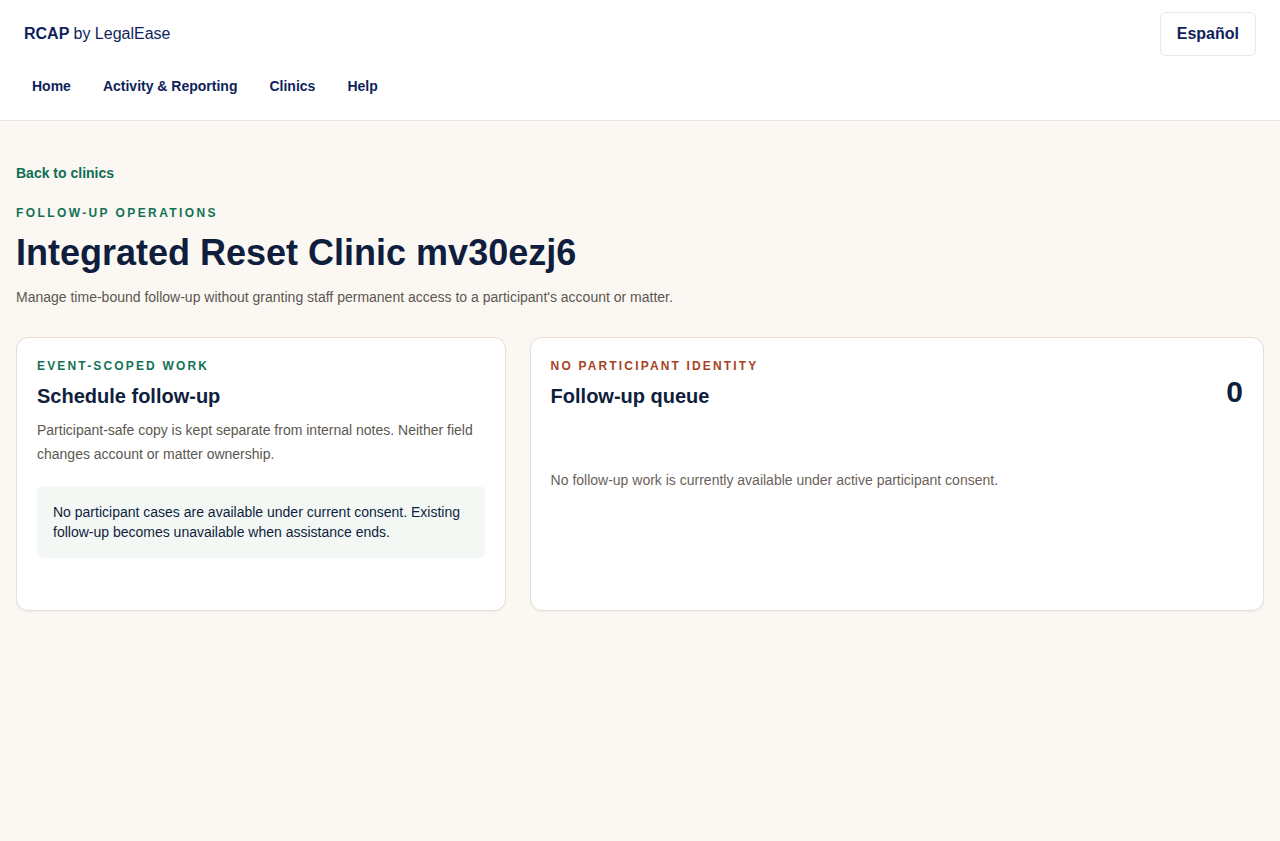 RCAP by LegalEase
Español
Home Activity & Reporting Clinics Help
Back to clinics
FOLLOW-UP OPERATIONS
Integrated Reset Clinic mv30ezj6
Manage time-bound follow-up without granting staff permanent access to a participant's account or matter.
EVENT-SCOPED WORK
Schedule follow-up
Participant-safe copy is kept separate from internal notes. Neither field
changes account or matter ownership.
No participant cases are available under current consent. Existing
follow-up becomes unavailable when assistance ends.
NO PARTICIPANT IDENTITY
Follow-up queue
0
No follow-up work is currently available under active participant consent.